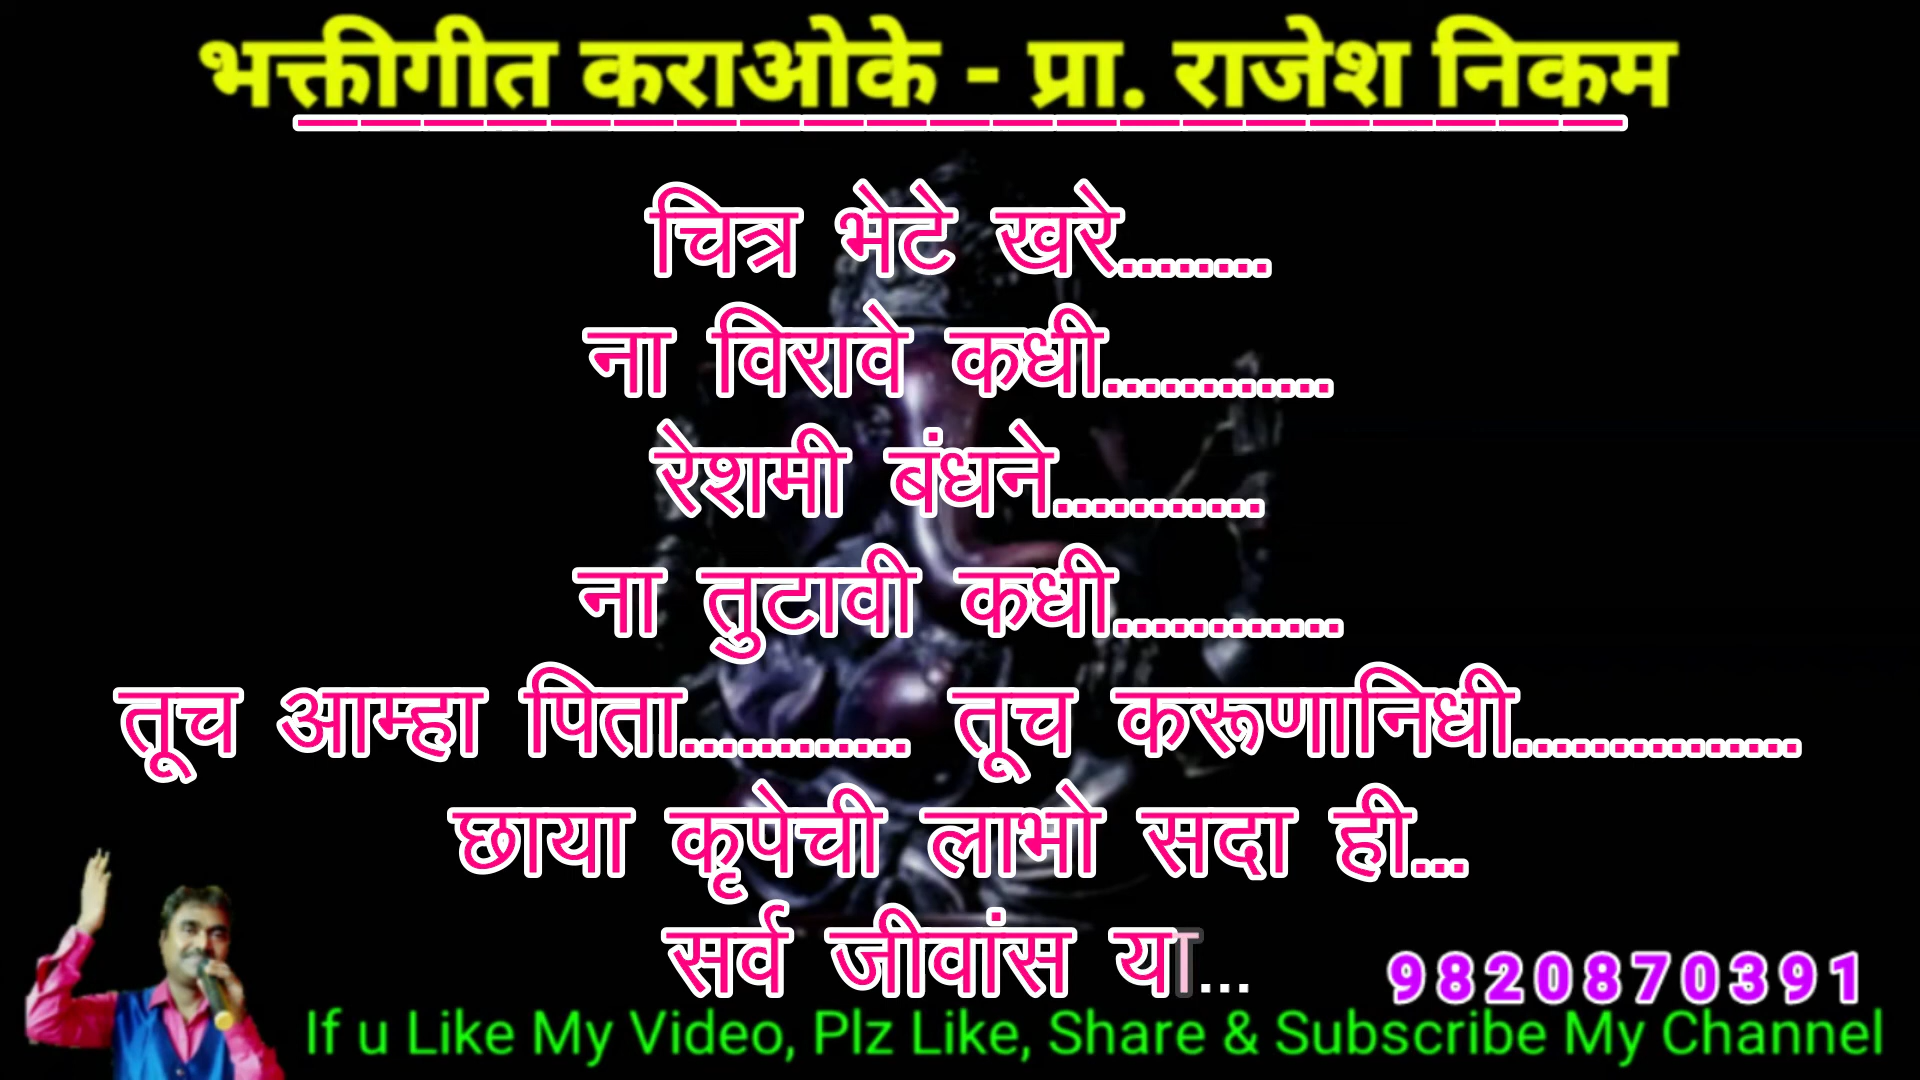 भक्तीगीत कराओके - प्रा. राजेश निकम
चित्र भेटे खरे........
ना विरावे कधी............
रेशमी बंधने...........
ना तुटावी कधी............
तूच आम्हा पिता............ तूच करूणानिधी...............
छाया कृपेची लाभो सदा ही...
सर्व जीवांस या...
9820870391
If u Like My Video, Plz Like, Share & Subscribe My Channel